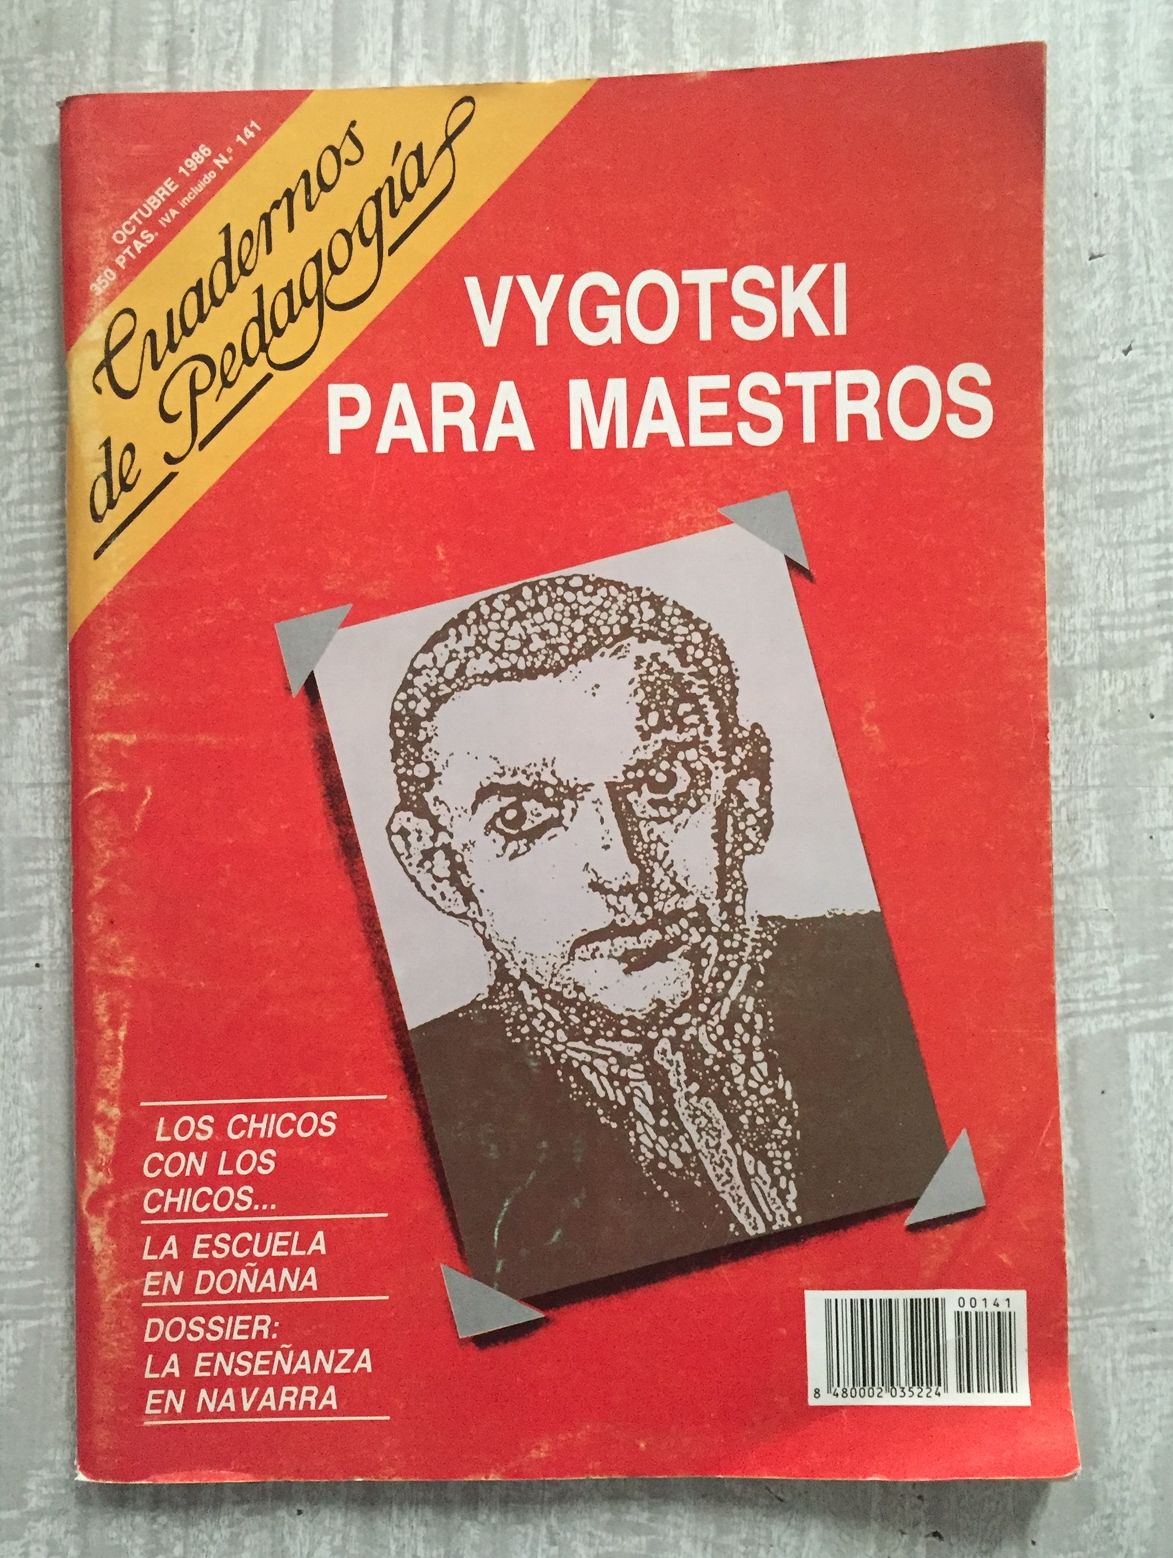 OCTUBRE 1986
350 PTAS. IVA incluido N.º 141
Cuadernos
de Pedagogía
VYGOTSKI
PARA MAESTROS
LOS CHICOS
CON LOS
CHICOS...
LA ESCUELA
EN DOÑANA
DOSSIER:
LA ENSEÑANZA
EN NAVARRA
00141
8 480002 035224